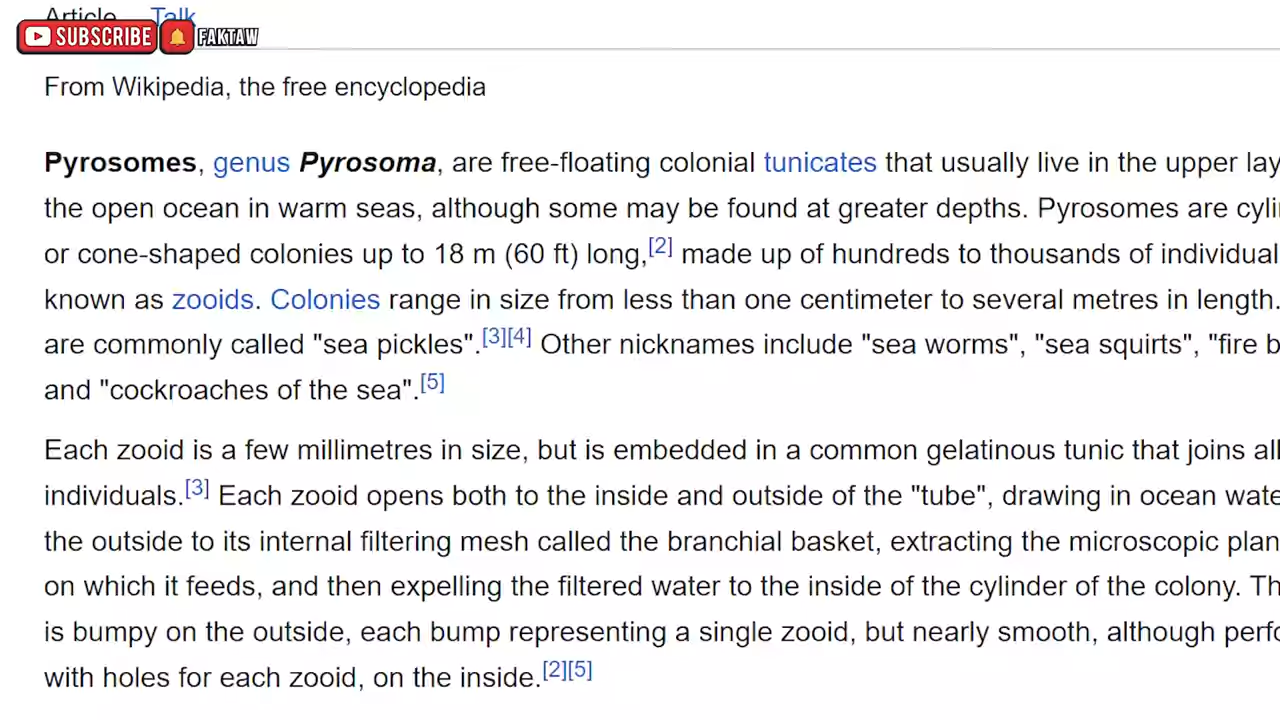 Article Talk
SUBSCRIBE FAKTAW
From Wikipedia, the free encyclopedia
Pyrosomes, genus Pyrosoma, are free-floating colonial tunicates that usually live in the upper lay
the open ocean in warm seas, although some may be found at greater depths. Pyrosomes are cyli
or cone-shaped colonies up to 18 m (60 ft) long,[2] made up of hundreds to thousands of individual
known as zooids. Colonies range in size from less than one centimeter to several metres in length.
are commonly called "sea pickles".[3][4] Other nicknames include "sea worms", "sea squirts", "fire b
and "cockroaches of the sea".[5]
Each zooid is a few millimetres in size, but is embedded in a common gelatinous tunic that joins all
individuals.[3] Each zooid opens both to the inside and outside of the "tube", drawing in ocean wate
the outside to its internal filtering mesh called the branchial basket, extracting the microscopic plan
on which it feeds, and then expelling the filtered water to the inside of the cylinder of the colony. Th
is bumpy on the outside, each bump representing a single zooid, but nearly smooth, although perfo
with holes for each zooid, on the inside.[2][5]